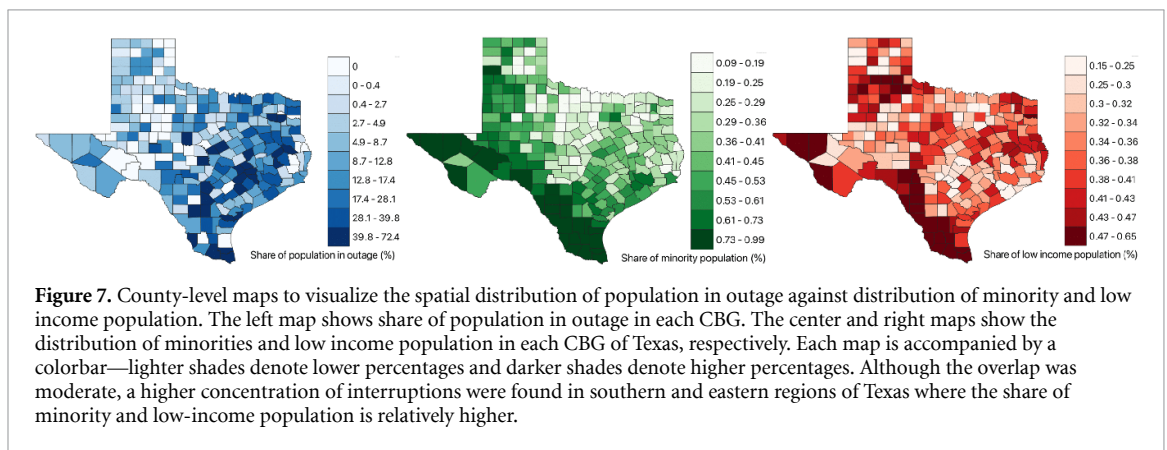 0
0 - 0.4
0.4 - 2.7
2.7 - 4.9
4.9 - 8.7
8.7 - 12.8
12.8 - 17.4
17.4 - 28.1
28.1 - 39.8
39.8 - 72.4
Share of population in outage (%)
0.09 - 0.19
0.19 - 0.25
0.25 - 0.29
0.29 - 0.36
0.36 - 0.41
0.41 - 0.45
0.45 - 0.53
0.53 - 0.61
0.61 - 0.73
0.73 - 0.99
Share of minority population (%)
0.15 - 0.25
0.25 - 0.3
0.3 - 0.32
0.32 - 0.34
0.34 - 0.36
0.36 - 0.38
0.38 - 0.41
0.41 - 0.43
0.43 - 0.47
0.47 - 0.65
Share of low income population (%)
Figure 7. County-level maps to visualize the spatial distribution of population in outage against distribution of minority and low
income population. The left map shows share of population in outage in each CBG. The center and right maps show the
distribution of minorities and low income population in each CBG of Texas, respectively. Each map is accompanied by a
colorbar—lighter shades denote lower percentages and darker shades denote higher percentages. Although the overlap was
moderate, a higher concentration of interruptions were found in southern and eastern regions of Texas where the share of
minority and low-income population is relatively higher.